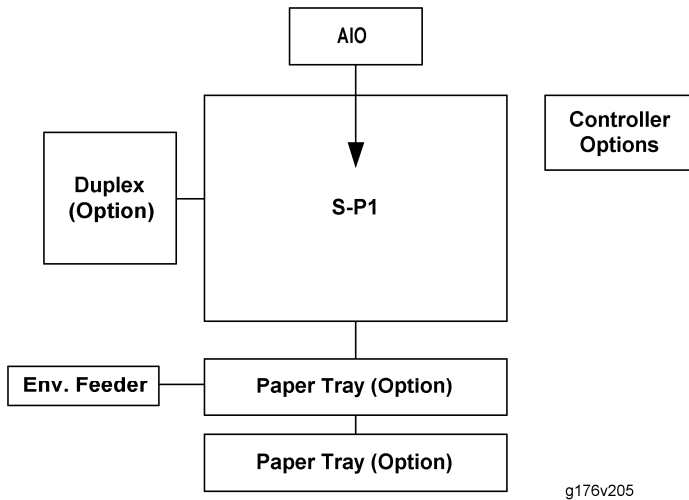 AIO
Controller
Options
Duplex
(Option)
S-P1
Env. Feeder
Paper Tray (Option)
Paper Tray (Option)
g176v205